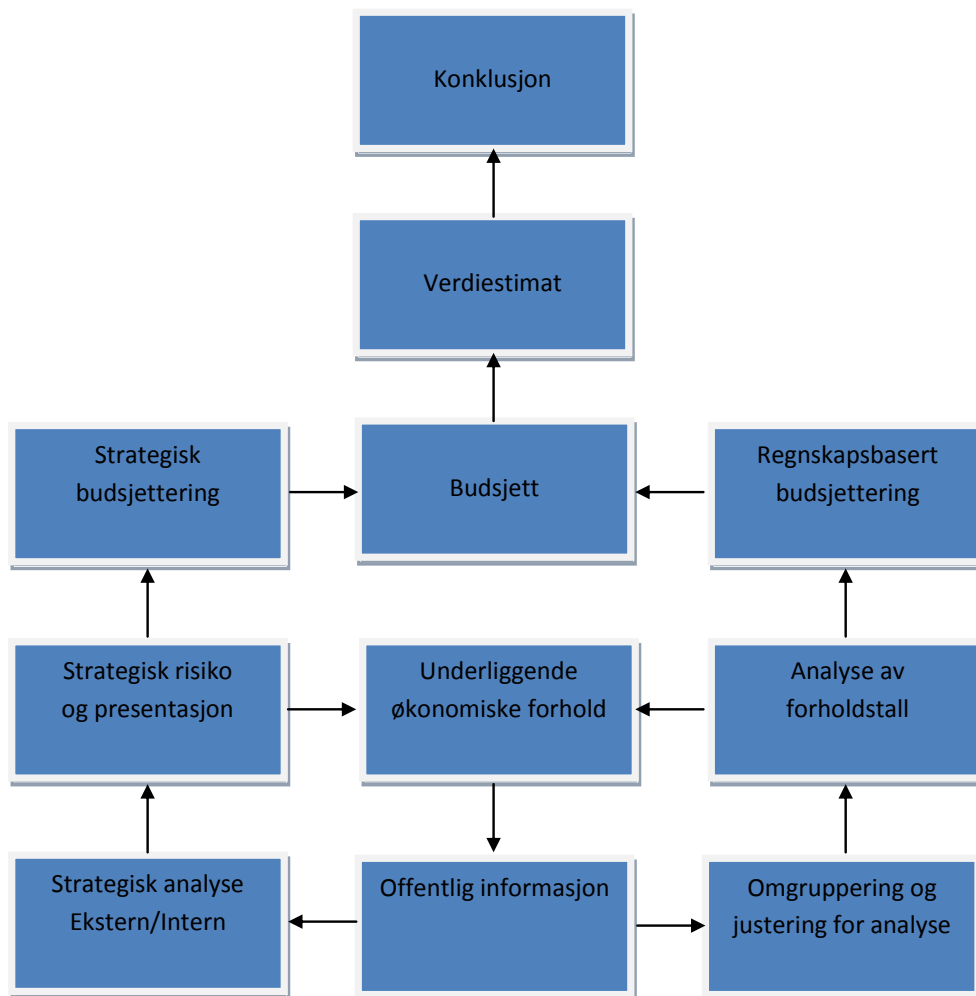 Konklusjon
Verdiestimat
Strategisk
budsjettering
Budsjett
Regnskapsbasert
budsjettering
Strategisk risiko
og presentasjon
Underliggende
økonomiske forhold
Analyse av
forholdstall
Strategisk analyse
Ekstern/Intern
Offentlig informasjon
Omgruppering og
justering for analyse